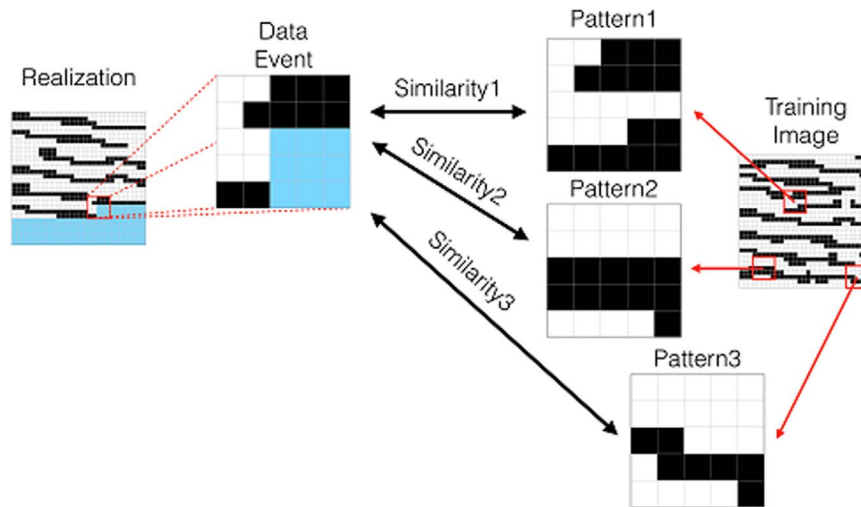 Realization
Data
Event
Similarity1
Similarity2
Similarity3
Pattern1
Pattern2
Pattern3
Training
Image